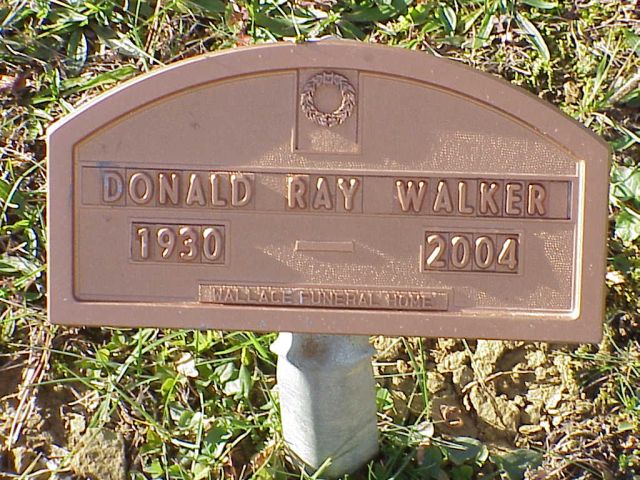 DONALD RAY WALKER
1930 — 2004
WALLACE FUNERAL HOME